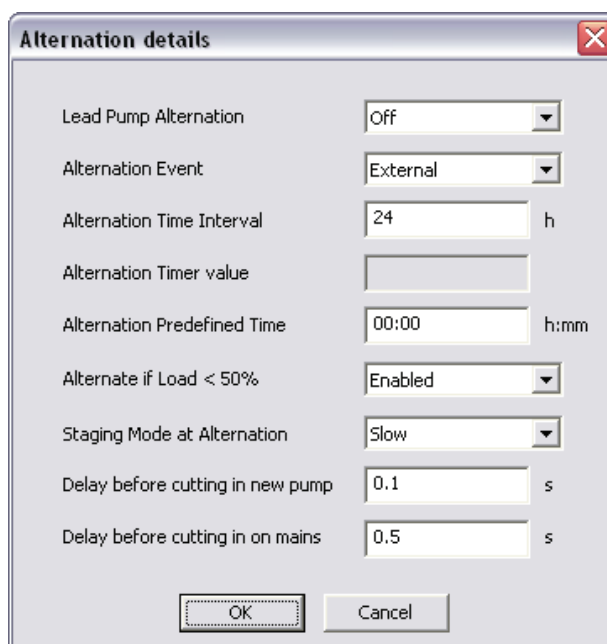 Alternation details
Lead Pump Alternation Off
Alternation Event External
Alternation Time Interval 24 h
Alternation Timer value
Alternation Predefined Time 00:00 h:mm
Alternate if Load < 50% Enabled
Staging Mode at Alternation Slow
Delay before cutting in new pump 0.1 s
Delay before cutting in on mains 0.5 s
OK Cancel